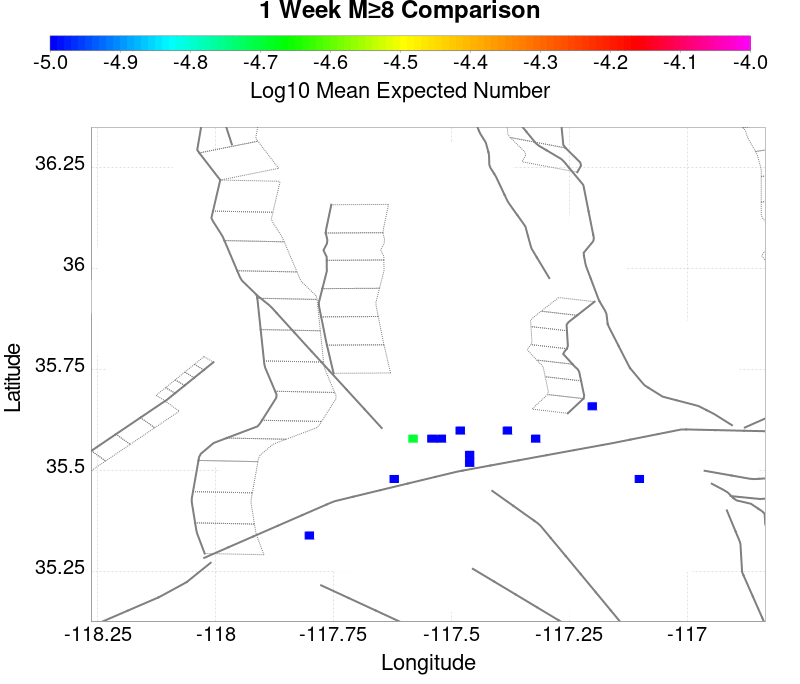 1 Week M≥8 Comparison
-5.0 -4.9 -4.8 -4.7 -4.6 -4.5 -4.4 -4.3 -4.2 -4.1 -4.0
Log10 Mean Expected Number
36.25
36
35.75
35.5
35.25
Latitude
-118.25 -118 -117.75 -117.5 -117.25 -117
Longitude